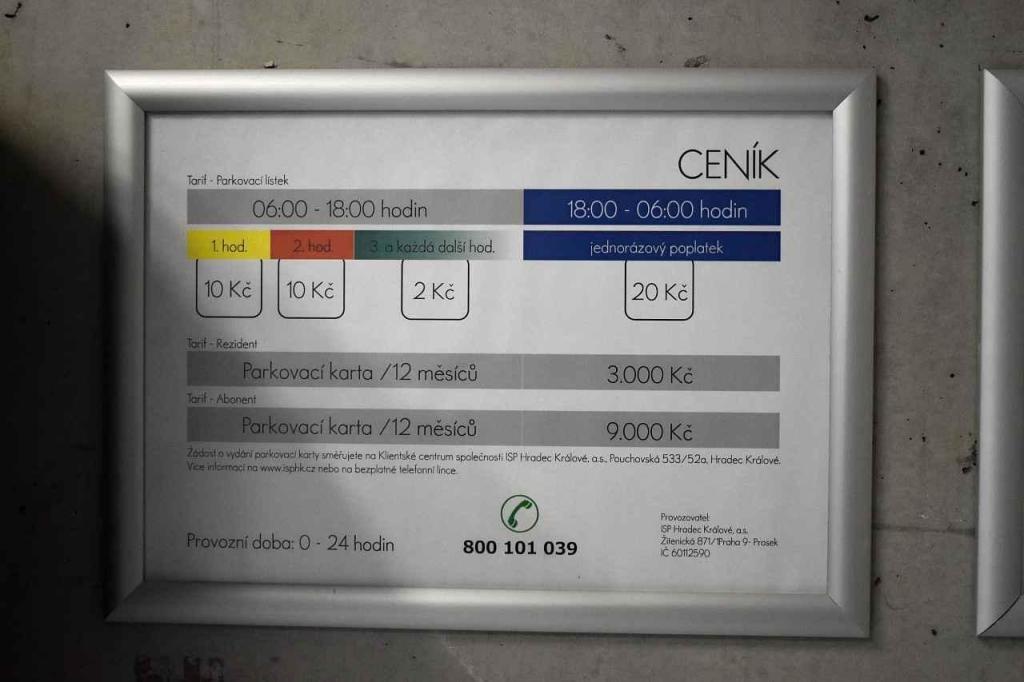 CENÍK
Tarif - Parkovací lístek
06:00 - 18:00 hodin 18:00 - 06:00 hodin
1. hod. 2. hod. 3. a každá další hod. jednorázový poplatek
10 Kč 10 Kč 2 Kč 20 Kč
Tarif - Rezident
Parkovací karta /12 měsíců 3.000 Kč
Tarif - Abonent
Parkovací karta /12 měsíců 9.000 Kč
Žádost o vydání parkovací karty směřujete na Klientské centrum společnosti ISP Hradec Králové, a.s., Pouchovská 533/52a, Hradec Králové.
Více informací na www.isphk.cz nebo na bezplatné telefonní lince.
Provozní doba: 0 - 24 hodin
800 101 039
Provozovatel:
ISP Hradec Králové, a.s.
Žitenická 871/1Praha 9- Prosek
IČ 60112590